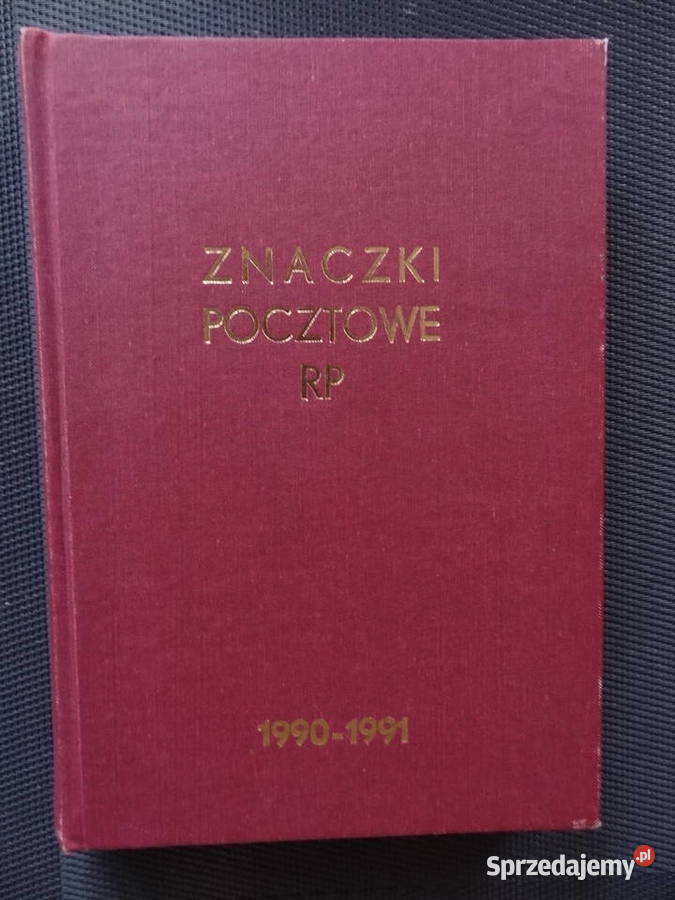 ZNACZKI
POCZTOWE
RP
1990-1991
Sprzedajemy.pl